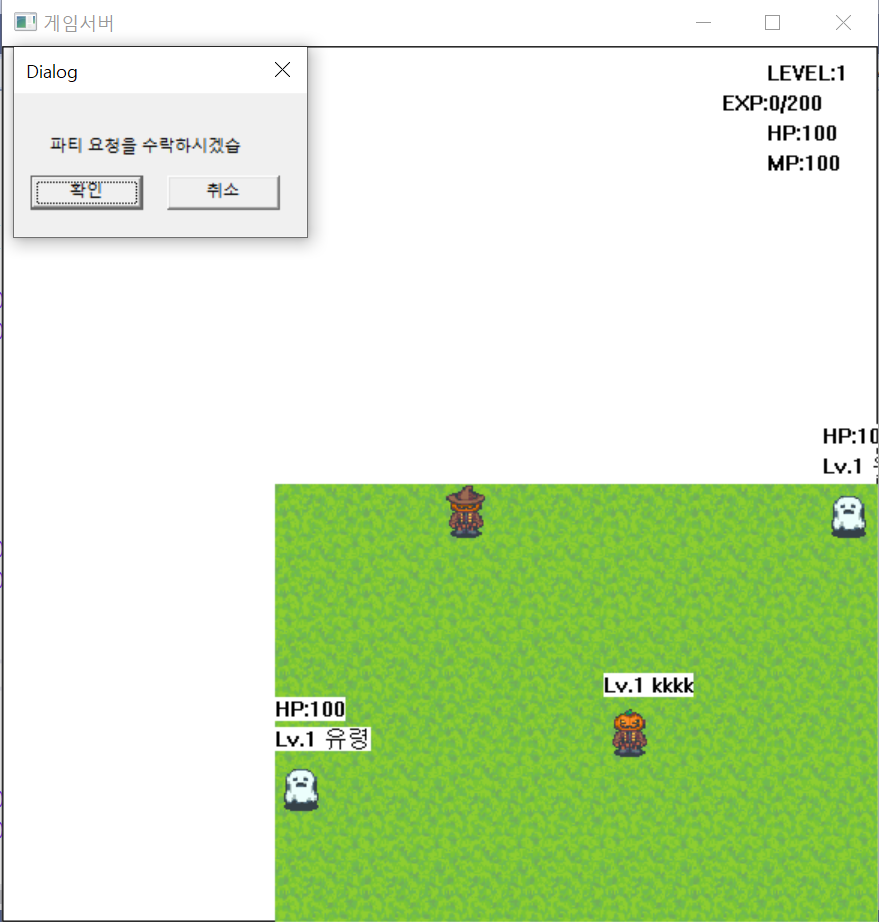 게임서버
Dialog
파티 요청을 수락하시겠습
확인
취소
LEVEL:1
EXP:0/200
HP:100
MP:100
HP:10
Lv.1
Lv.1 kkkk
HP:100
Lv.1 유령